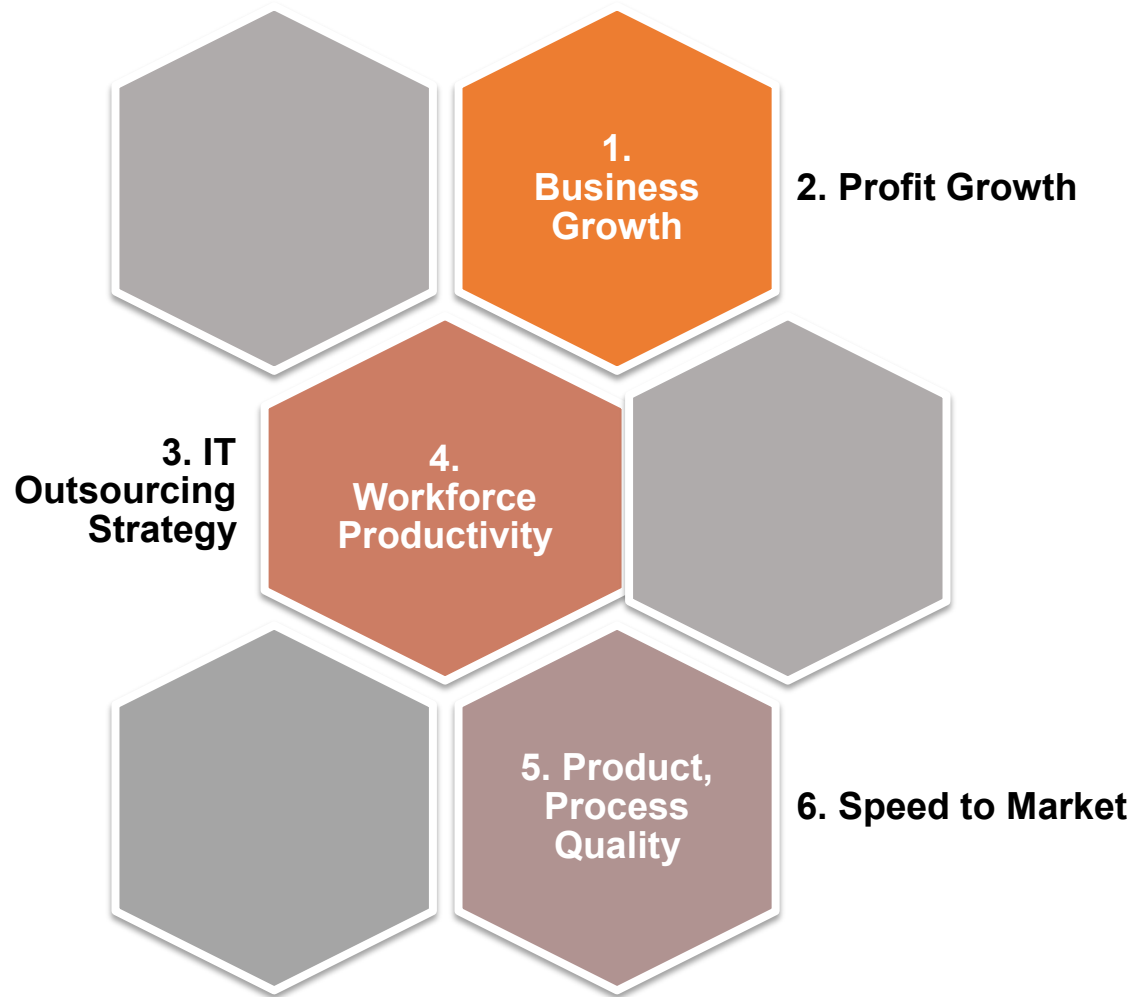 1.
Business
Growth
2. Profit Growth
3. IT
Outsourcing
Strategy
4.
Workforce
Productivity
5. Product,
Process
Quality
6. Speed to Market